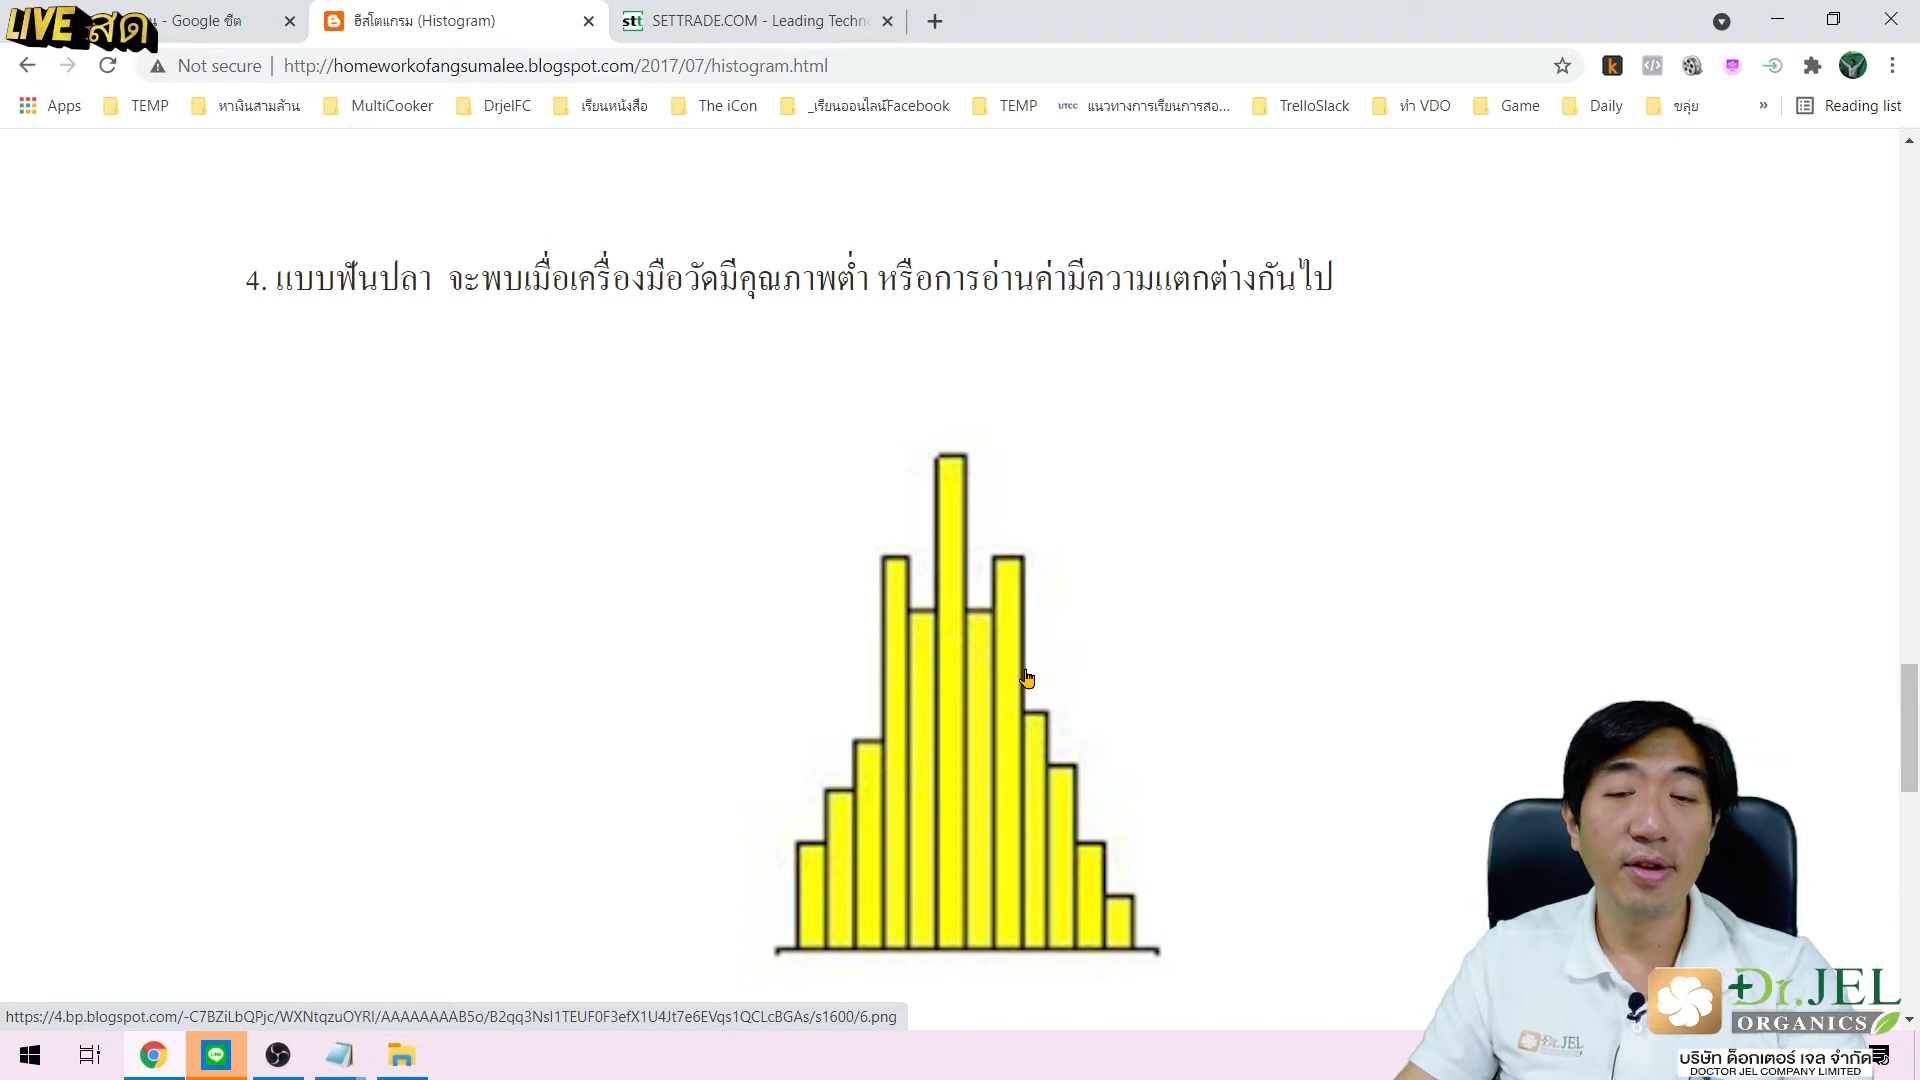 LIVE สด
น - Google ชีต
ฮีสโตแกรม (Histogram)
stt SETTRADE.COM - Leading Techn
Not secure | http://homeworkofangsumalee.blogspot.com/2017/07/histogram.html
Apps TEMP หาเงินสามล้าน MultiCooker DrjelFC เรียนหนังสือ The iCon _เรียนออนไลน์Facebook TEMP UTCC แนวทางการเรียนการสอ... TrelloSlack ทำ VDO Game Daily ขลุ่ย » Reading list
4. แบบฟันปลา จะพบเมื่อเครื่องมือวัดมีคุณภาพต่ำ หรือการอ่านค่ามีความแตกต่างกันไป
Dr.JEL
ORGANICS
Dr.JEL
บริษัท ด็อกเตอร์ เจล จำกัด
DOCTOR JEL COMPANY LIMITED
https://4.bp.blogspot.com/-C7BZiLbQPjc/WXNtqzuOYRI/AAAAAAAAB5o/B2qq3Nsl1TEUF0F3efX1U4Jt7e6EVqs1QCLcBGAs/s1600/6.png